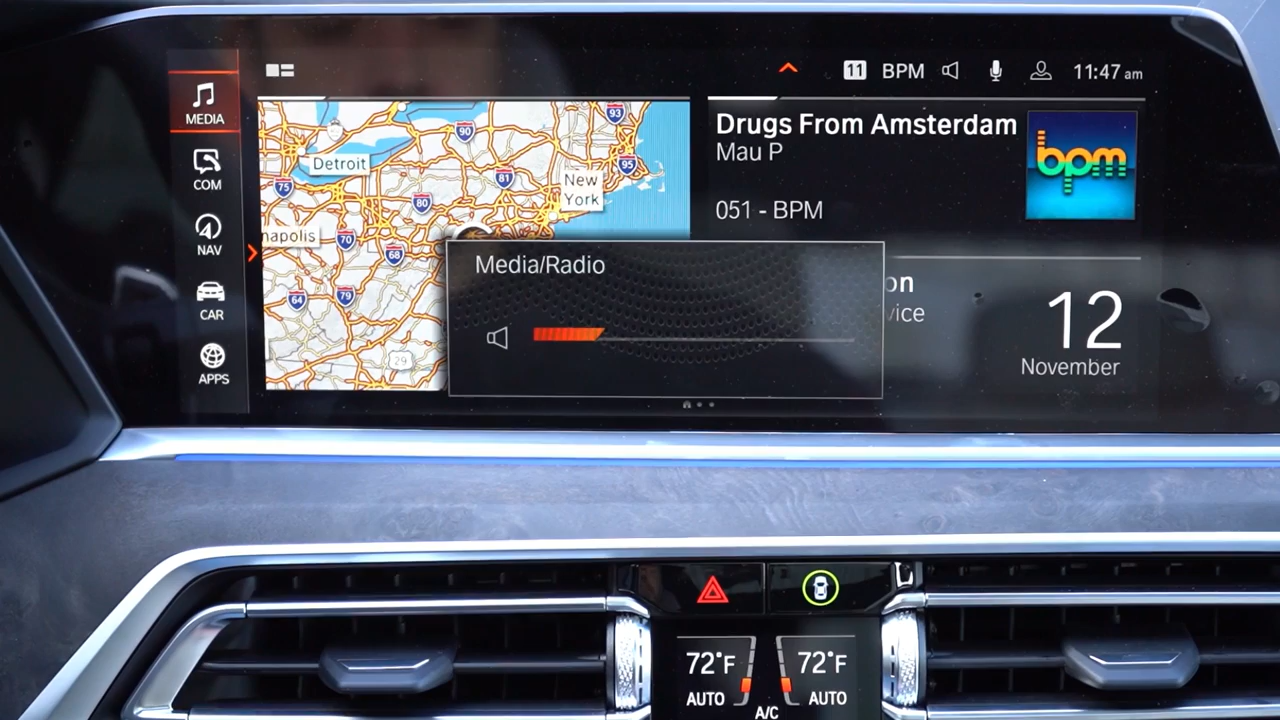 11 BPM 11:47 am
MEDIA
COM
NAV
CAR
APPS
93
90
Detroit
95
81
75
New
York
80
napolis
70
68
64
79
29
Drugs From Amsterdam
Mau P
051 - BPM
bpm
Media/Radio
on
vice
12
November
72°F
72°F
AUTO
AUTO
A/C